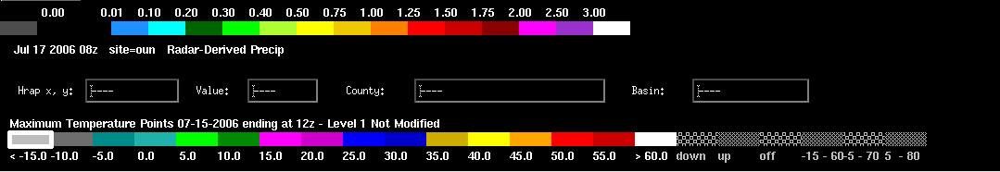 0.00 0.01 0.10 0.20 0.30 0.40 0.50 0.75 1.00 1.25 1.50 1.75 2.00 2.50 3.00
Jul 17 2006 08z site=oun Radar-Derived Precip
Hrap x, y: ---- Value: ---- County: ---- Basin: ----
Maximum Temperature Points 07-15-2006 ending at 12z - Level 1 Not Modified
< -15.0 -10.0 -5.0 0.0 5.0 10.0 15.0 20.0 25.0 30.0 35.0 40.0 45.0 50.0 55.0 > 60.0 down up off -15 - 60 -5 - 70 5 - 80